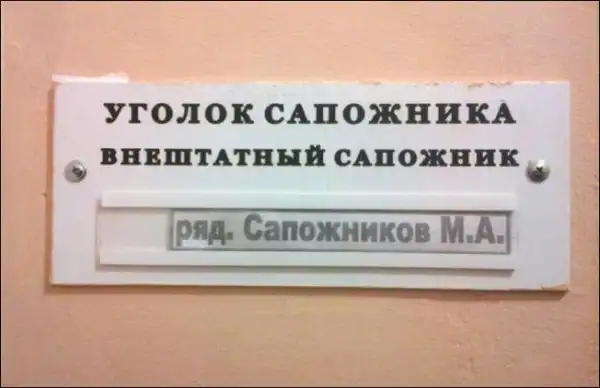 УГОЛОК САПОЖНИКА
ВНЕШТАТНЫЙ САПОЖНИК
ряд. Сапожников М.А.